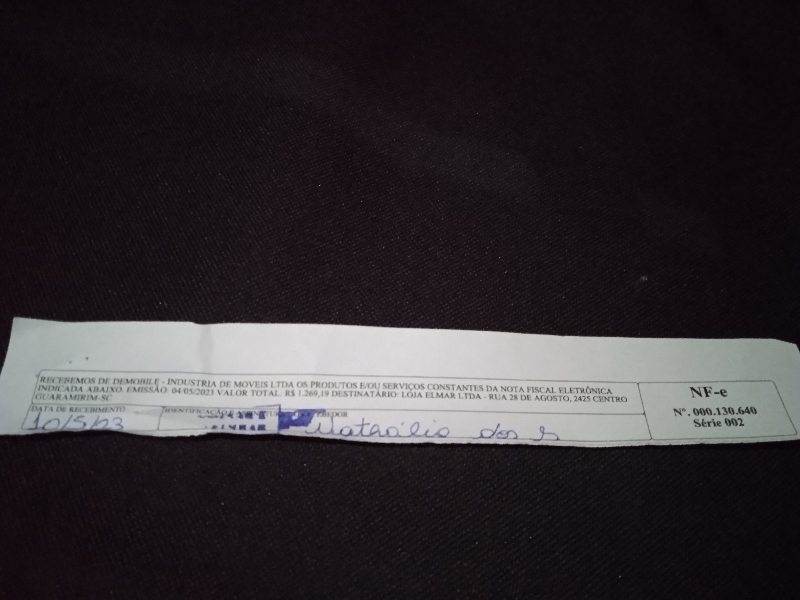 RECEBEMOS DE DEMOBILE - INDUSTRIA DE MOVEIS LTDA OS PRODUTOS E/OU SERVIÇOS CONSTANTES DA NOTA FISCAL ELETRÔNICA
INDICADA ABAIXO. EMISSÃO: 04/05/2023 VALOR TOTAL: R$ 1.269,19 DESTINATÁRIO: LOJA ELMAR LTDA - RUA 28 DE AGOSTO, 2425 CENTRO
GUARAMIRIM-SC
DATA DE RECEBIMENTO
10/5/23
dos S
NF-e
Nº. 000.130.640
Série 002